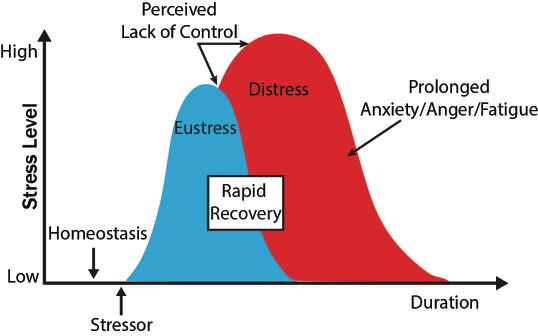 Perceived
Lack of Control
High
Distress
Prolonged
Anxiety/Anger/Fatigue
Eustress
Stress Level
Rapid
Recovery
Homeostasis
Low
Duration
Stressor